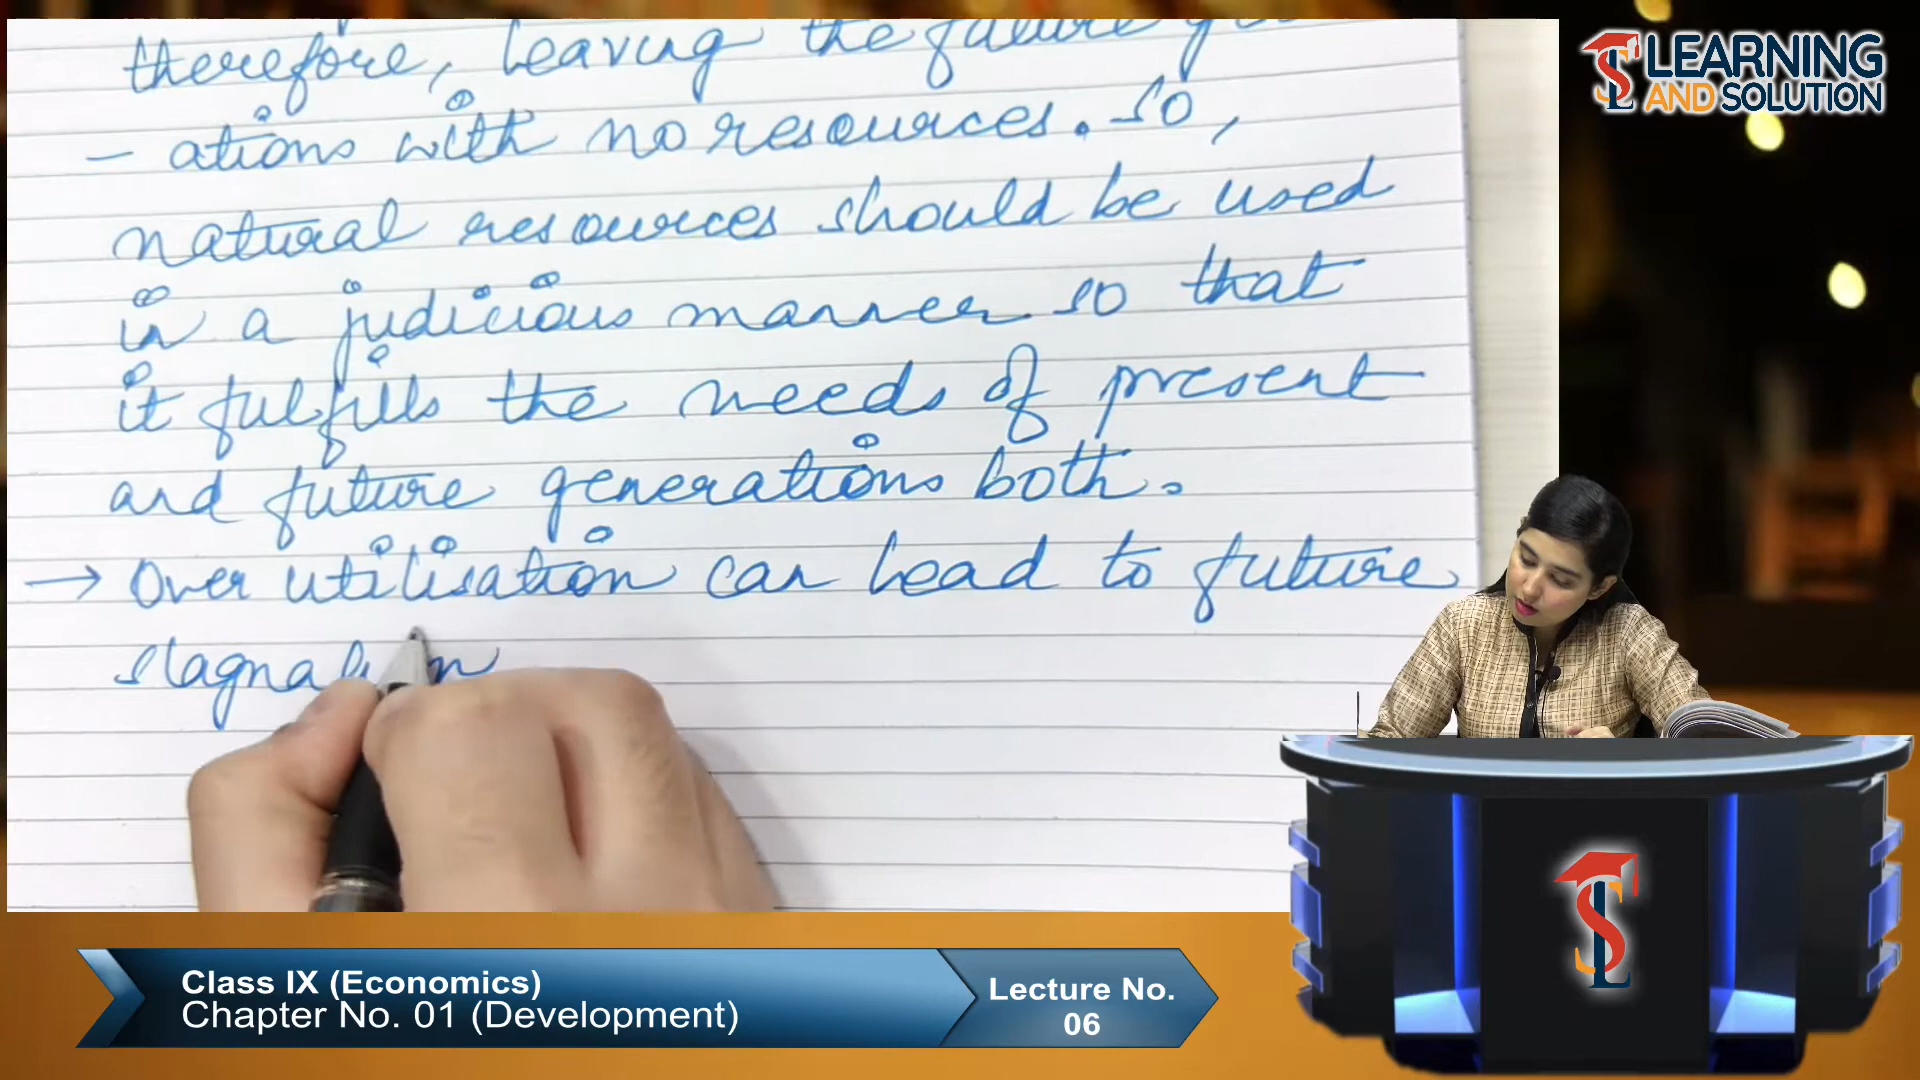 therefore, leaving the future
- ations with no resources. So,
natural resources should be used
in a judicious manner so that
it fulfills the needs of present
and future generations both.
→ Over utilisation can lead to future
stagnation
LEARNING
AND SOLUTION
Class IX (Economics)
Chapter No. 01 (Development)
Lecture No.
06
SL